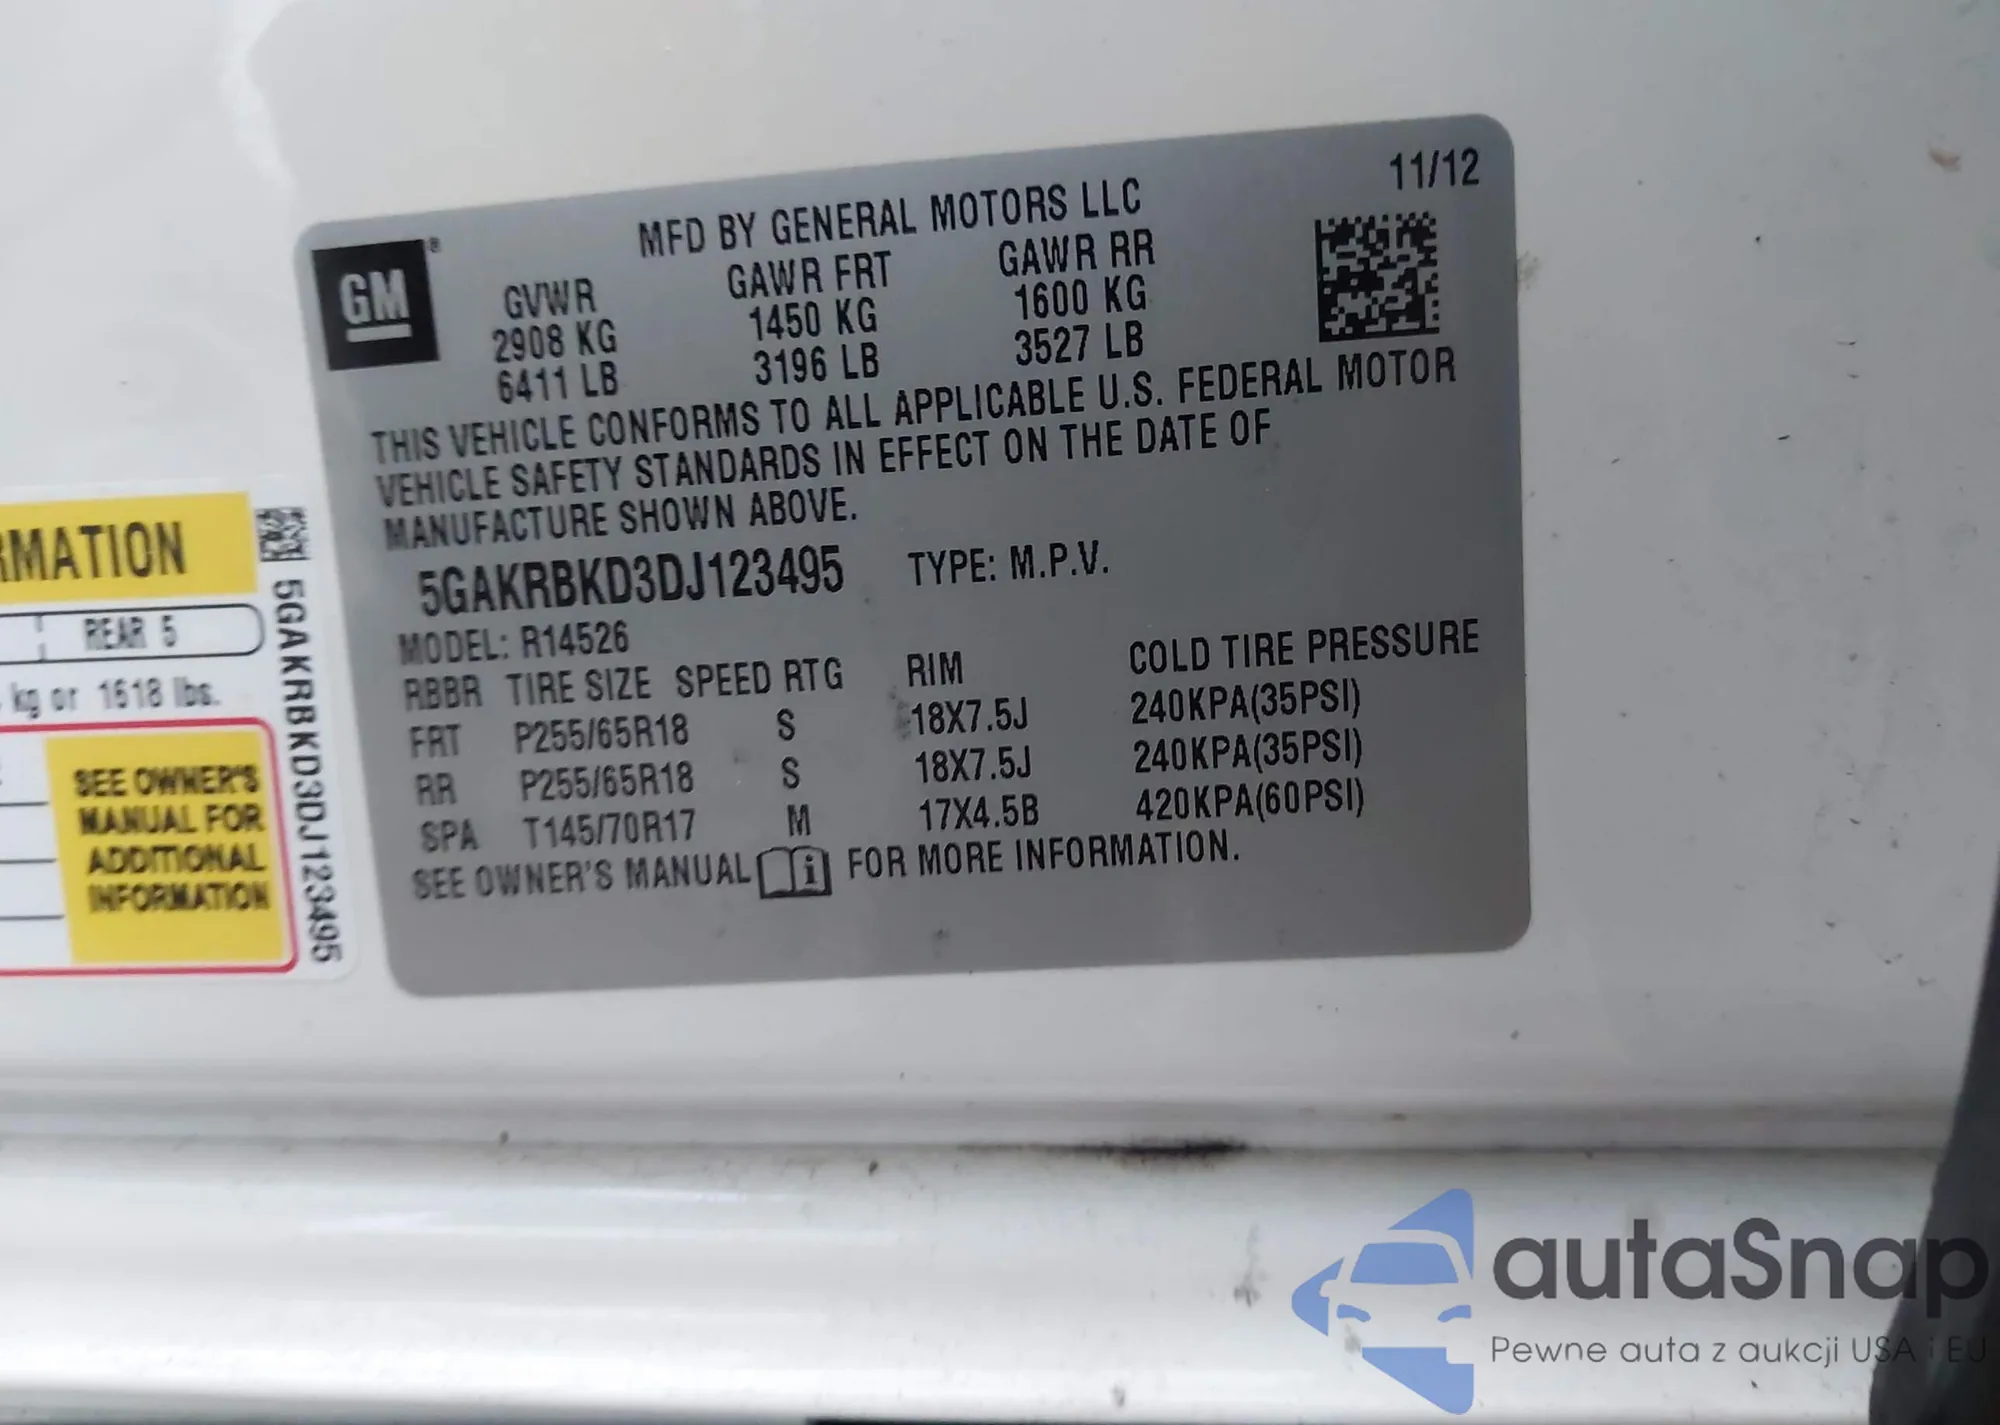 11/12
MFD BY GENERAL MOTORS LLC
GM®
GVWR GAWR FRT GAWR RR
2908 KG 1450 KG 1600 KG
6411 LB 3196 LB 3527 LB
THIS VEHICLE CONFORMS TO ALL APPLICABLE U.S. FEDERAL MOTOR
VEHICLE SAFETY STANDARDS IN EFFECT ON THE DATE OF
MANUFACTURE SHOWN ABOVE.
5GAKRBKD3DJ123495 TYPE: M.P.V.
MODEL: R14526
RBBR TIRE SIZE SPEED RTG RIM COLD TIRE PRESSURE
FRT P255/65R18 S 18X7.5J 240KPA(35PSI)
RR P255/65R18 S 18X7.5J 240KPA(35PSI)
SPA T145/70R17 M 17X4.5B 420KPA(60PSI)
SEE OWNER'S MANUAL i FOR MORE INFORMATION.
RMATION
REAR 5
kg or 1618 lbs.
SEE OWNER'S
MANUAL FOR
ADDITIONAL
INFORMATION
5GAKRBKD3DJ123495
autaSnap
Pewne auta z aukcji USA i EU